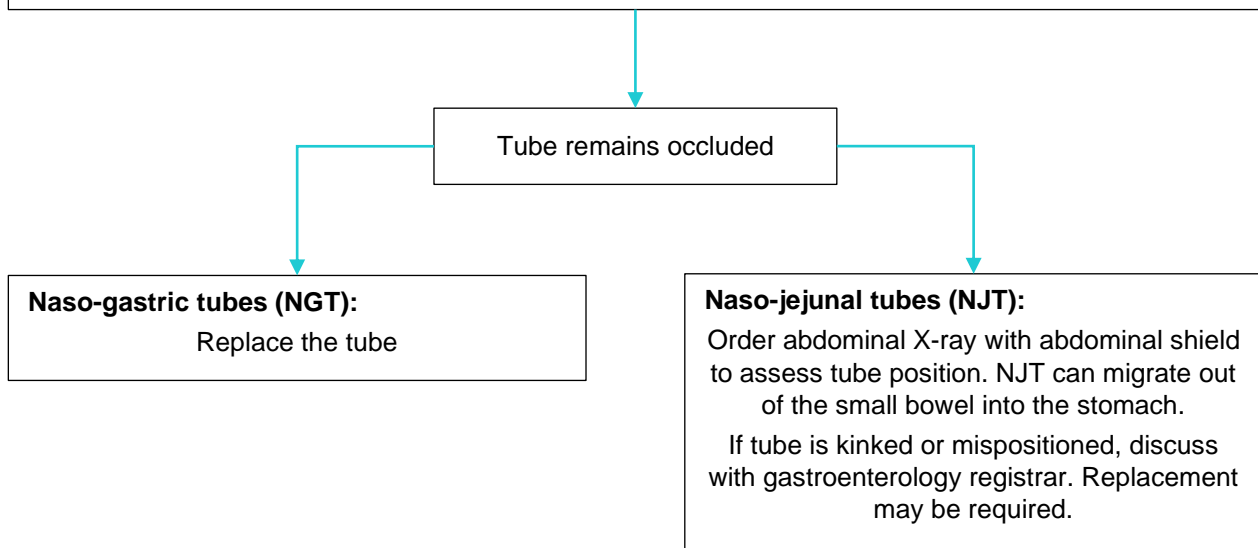 Tube remains occluded
Naso-gastric tubes (NGT):
Replace the tube
Naso-jejunal tubes (NJT):
Order abdominal X-ray with abdominal shield
to assess tube position. NJT can migrate out
of the small bowel into the stomach.
If tube is kinked or mispositioned, discuss
with gastroenterology registrar. Replacement
may be required.